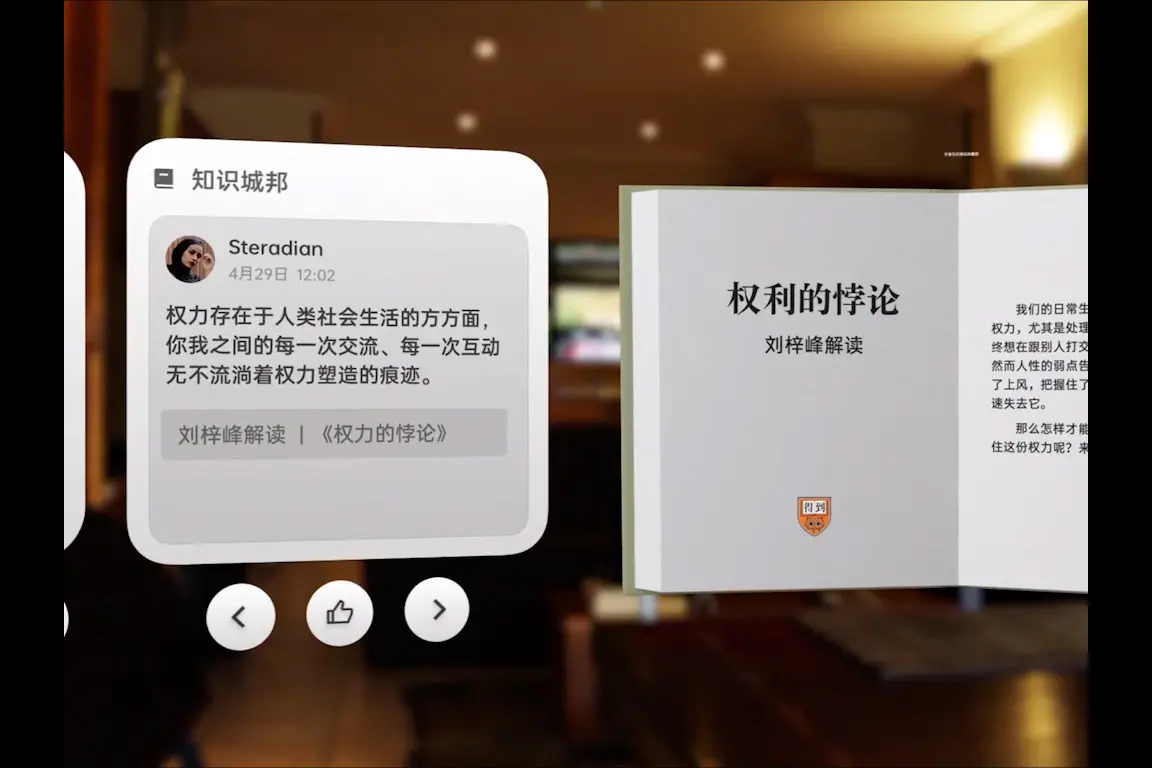 知识城邦
Steradian
4月29日 12:02
权力存在于人类社会生活的方方面，
你我之间的每一次交流、每一次互动
无不流淌着权力塑造的痕迹。
刘梓峰解读 | 《权力的悖论》
权利的悖论
刘梓峰解读
得到
我们的日常生
权力，尤其是处理
终想在跟别人打交
然而人性的弱点告
了上风，把握住了
速失去它。
那么怎样才能
住这份权力呢？来